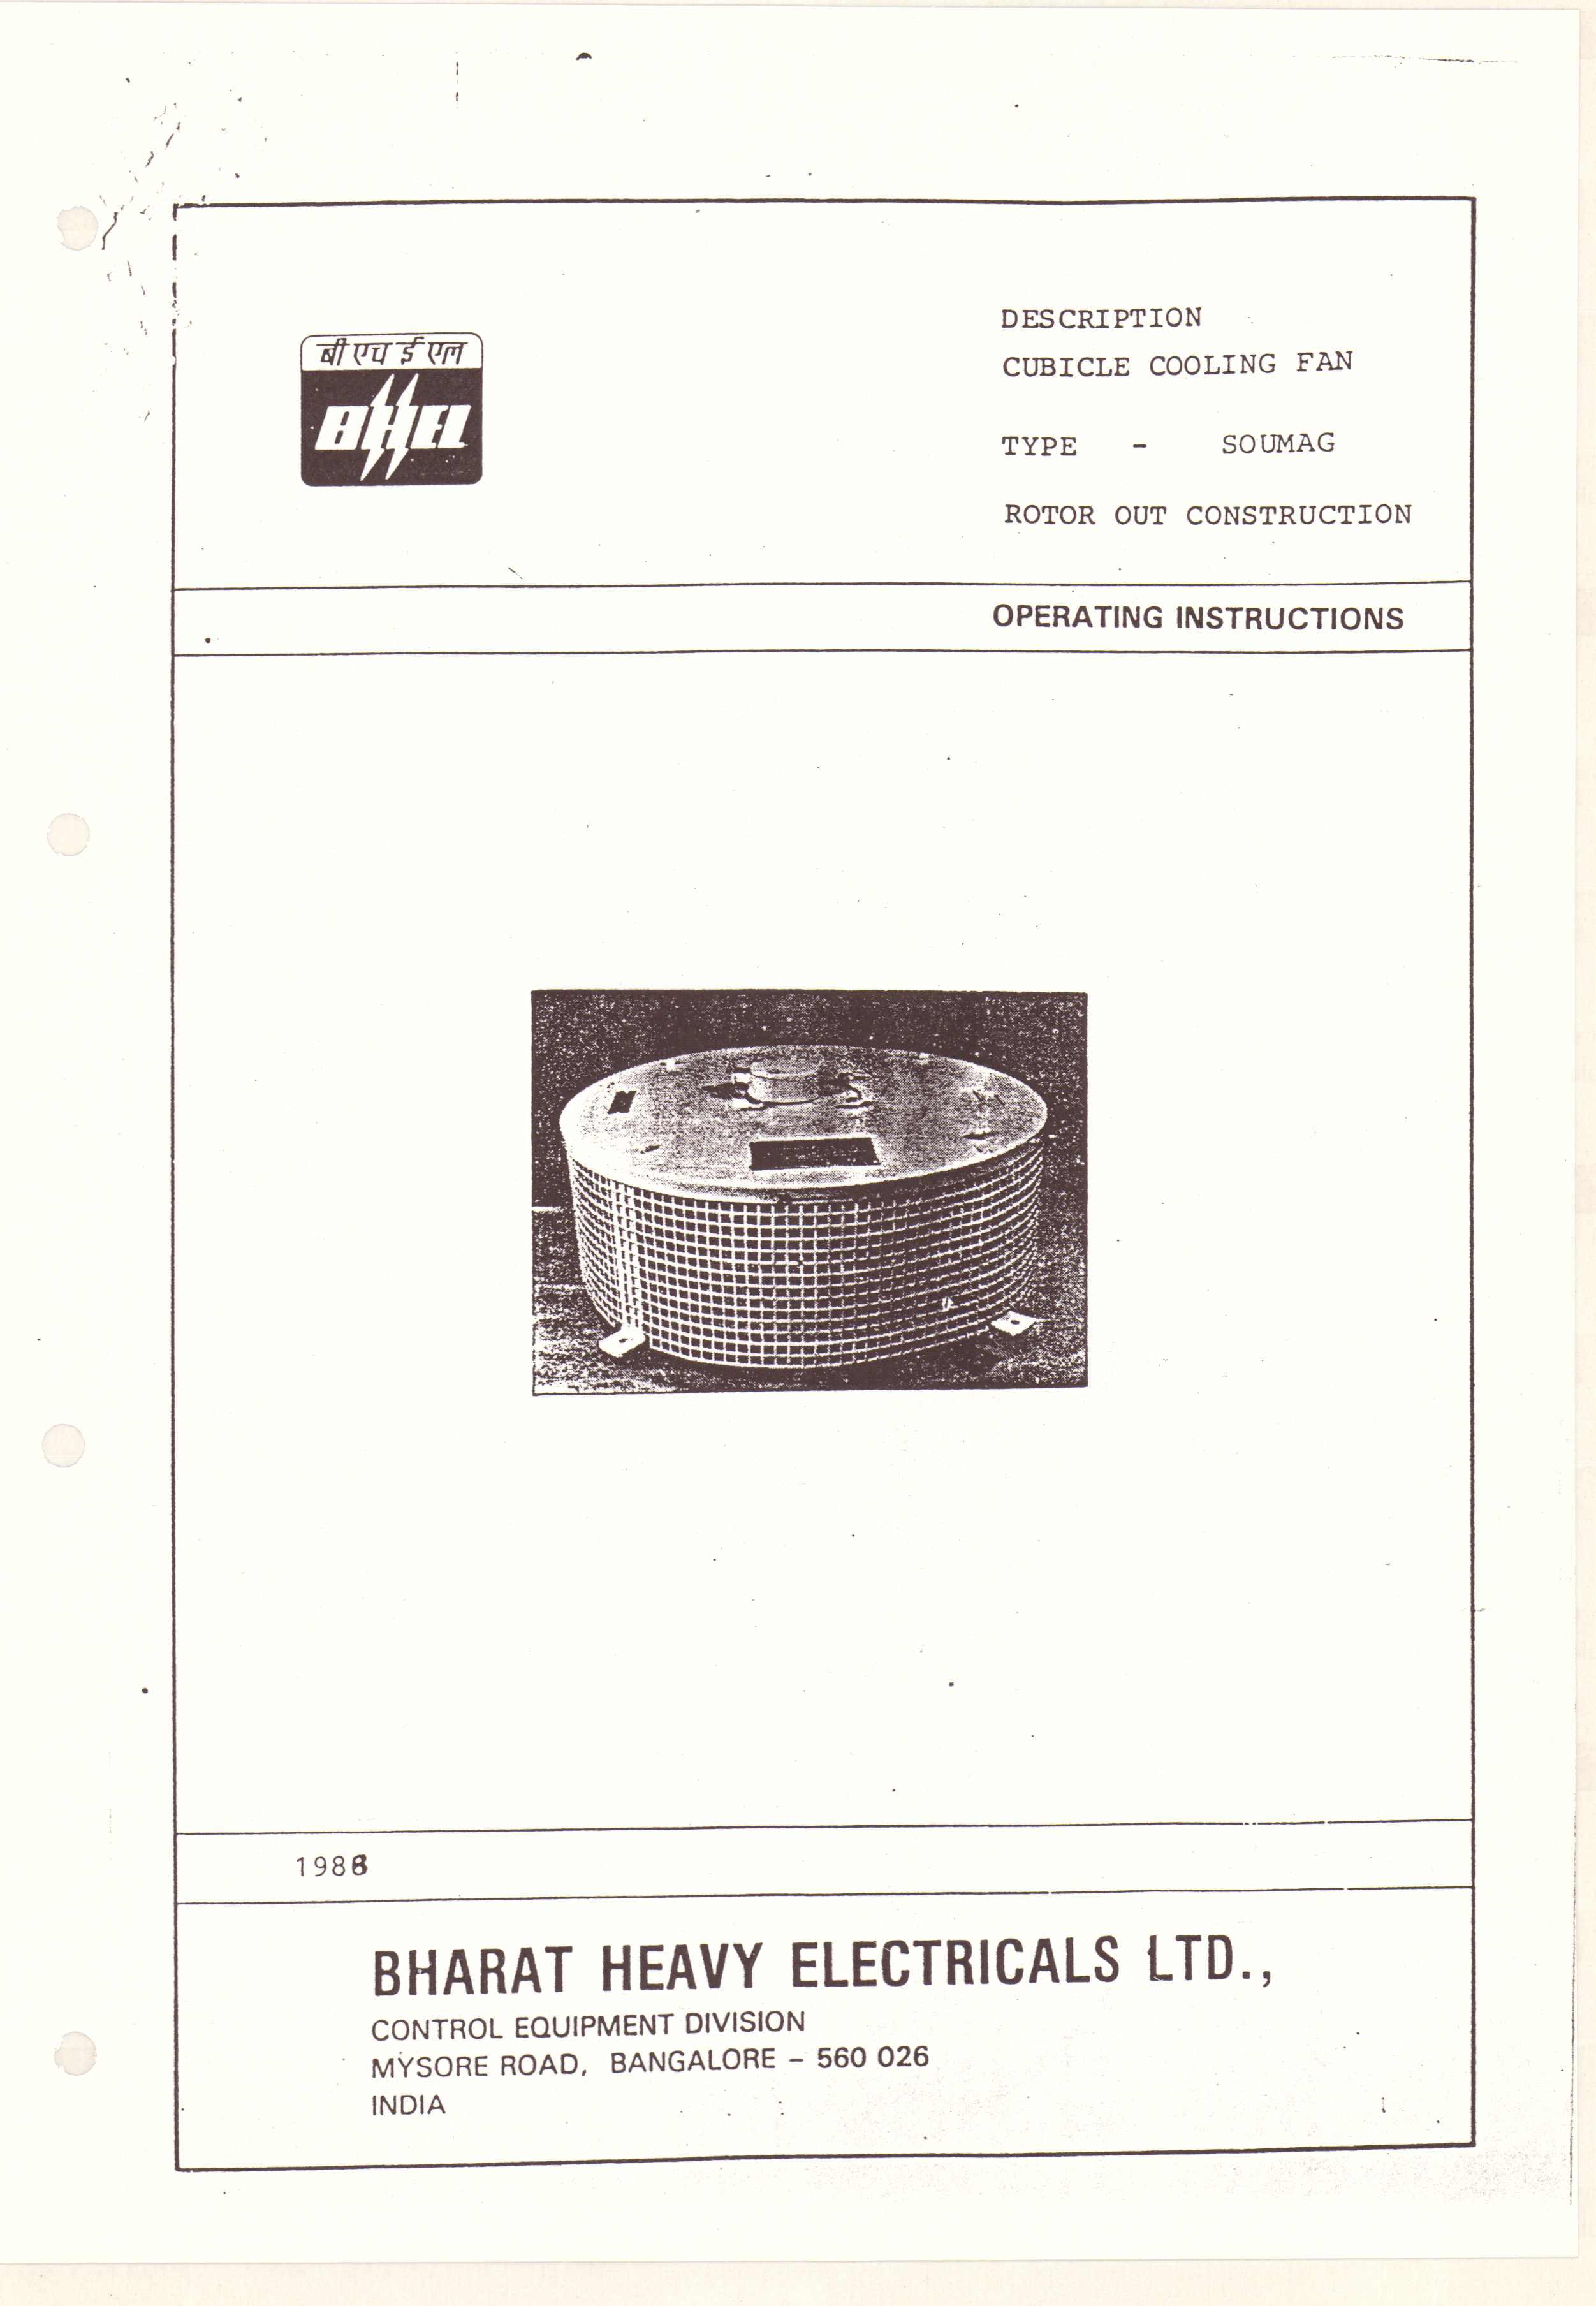 बी एच ई एल
BHEL
DESCRIPTION
CUBICLE COOLING FAN
TYPE - SOUMAG
ROTOR OUT CONSTRUCTION
OPERATING INSTRUCTIONS
1988
BHARAT HEAVY ELECTRICALS LTD.,
CONTROL EQUIPMENT DIVISION
MYSORE ROAD, BANGALORE – 560 026
INDIA